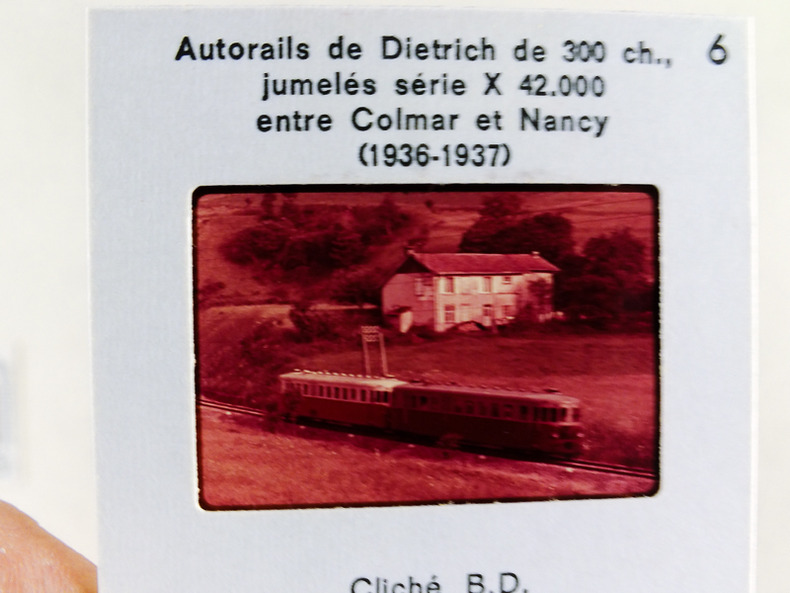 Autorails de Dietrich de 300 ch., 6
jumelés série X 42.000
entre Colmar et Nancy
(1936-1937)
Cliché B.D.